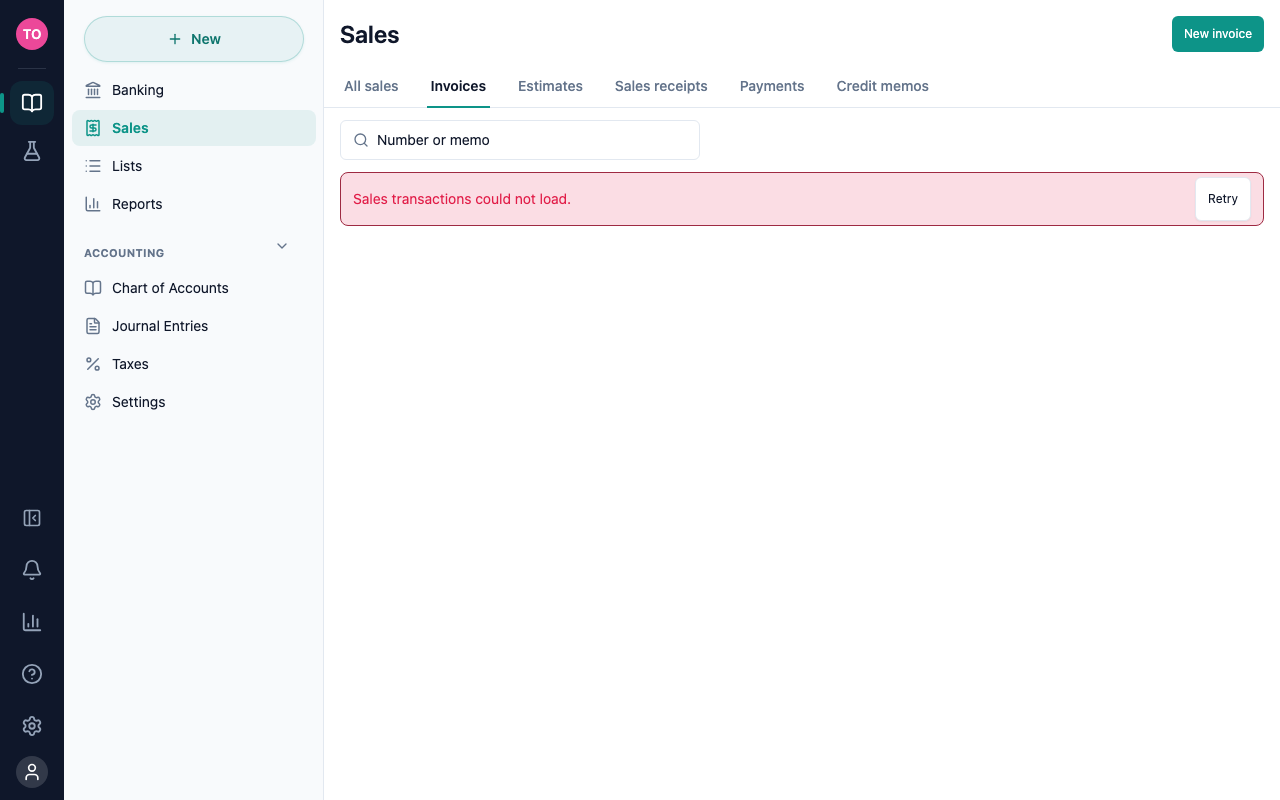 TO
New
Banking
Sales
Lists
Reports
ACCOUNTING
Chart of Accounts
Journal Entries
Taxes
Settings
Sales
New invoice
All sales
Invoices
Estimates
Sales receipts
Payments
Credit memos
Number or memo
Sales transactions could not load.
Retry